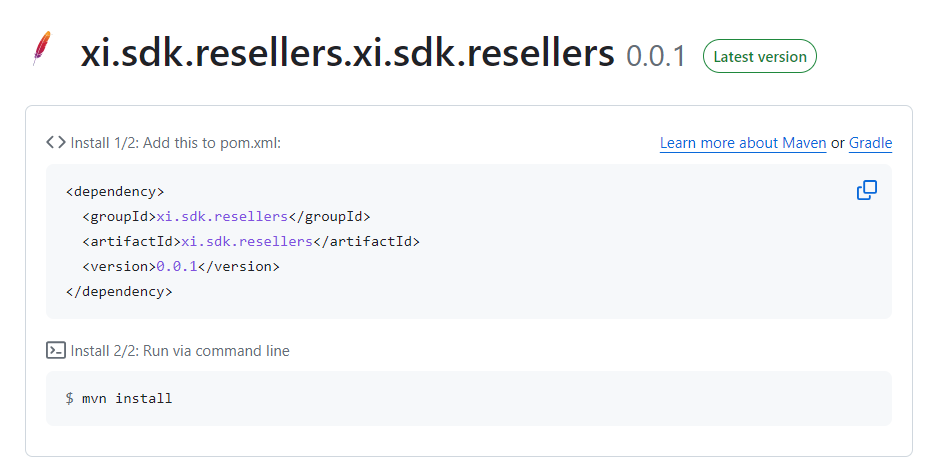 xi.sdk.resellers.xi.sdk.resellers 0.0.1 Latest version
Install 1/2: Add this to pom.xml: Learn more about Maven or Gradle
<dependency>
  <groupId>xi.sdk.resellers</groupId>
  <artifactId>xi.sdk.resellers</artifactId>
  <version>0.0.1</version>
</dependency>
Install 2/2: Run via command line
$ mvn install